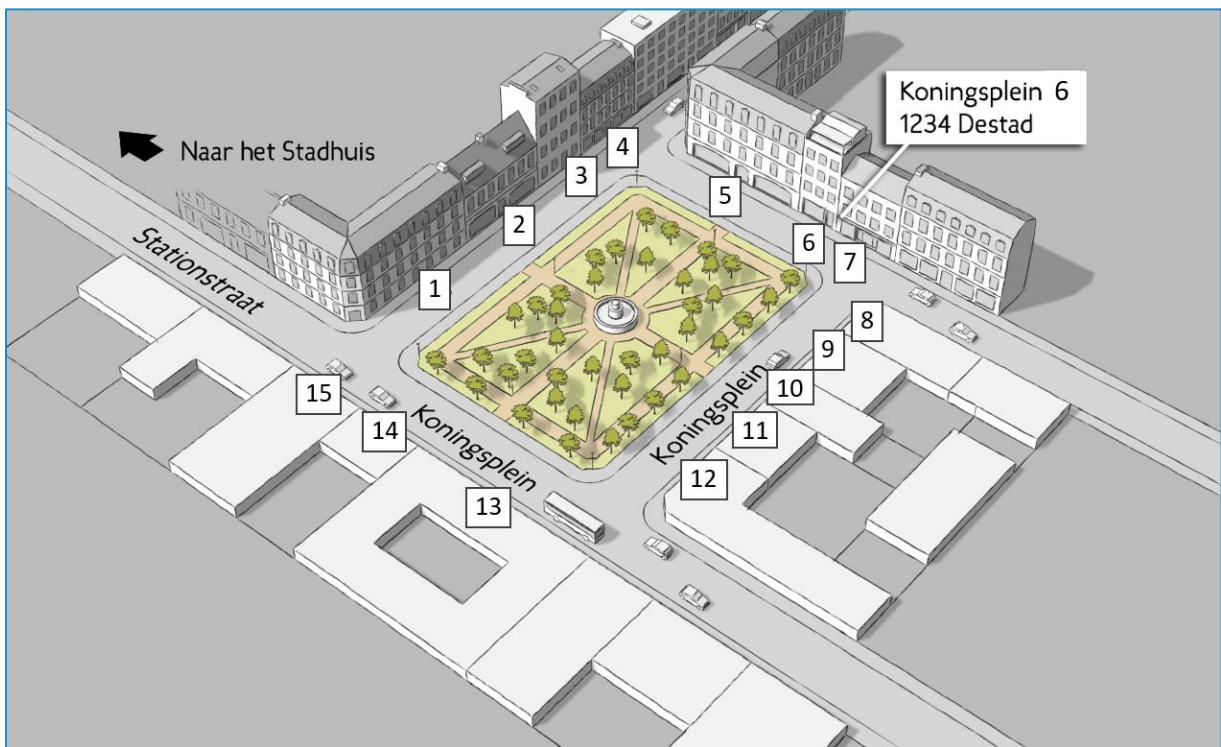 Koningsplein 6
1234 Destad
Naar het Stadhuis
Stationstraat
Koningsplein
Koningsplein
1
2
3
4
5
6
7
8
9
10
11
12
13
14
15